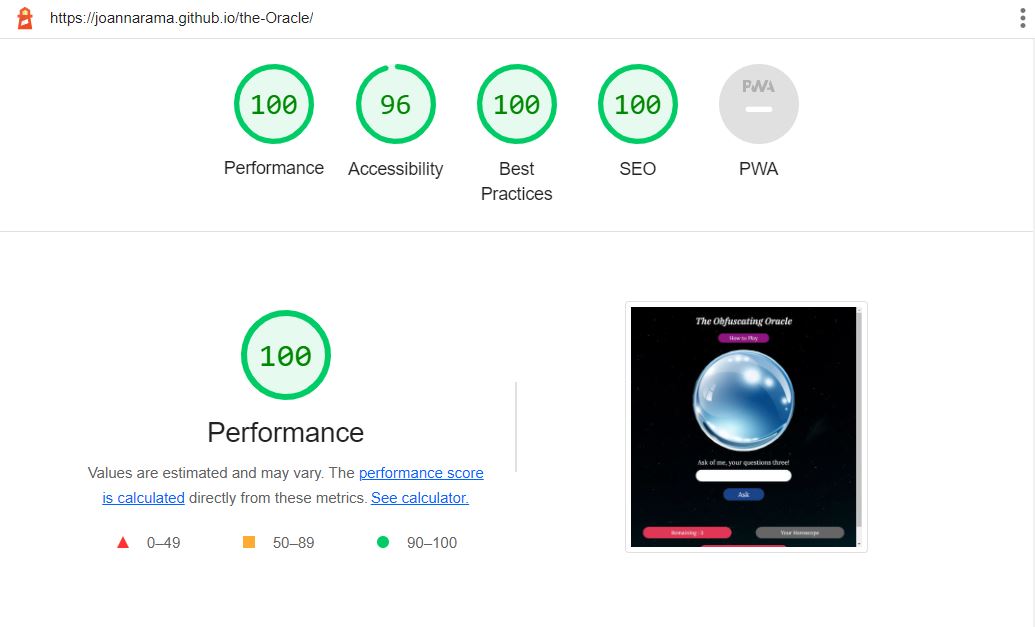 https://joannarama.github.io/the-Oracle/
100
96
100
100
PWA
Performance
Accessibility
Best
Practices
SEO
PWA
100
Performance
Values are estimated and may vary. The performance score
is calculated directly from these metrics. See calculator.
0–49
50–89
90–100
The Obfuscating Oracle
How to Play
Ask of me, your questions three!
Ask
Remaining : 3
Your Horoscope